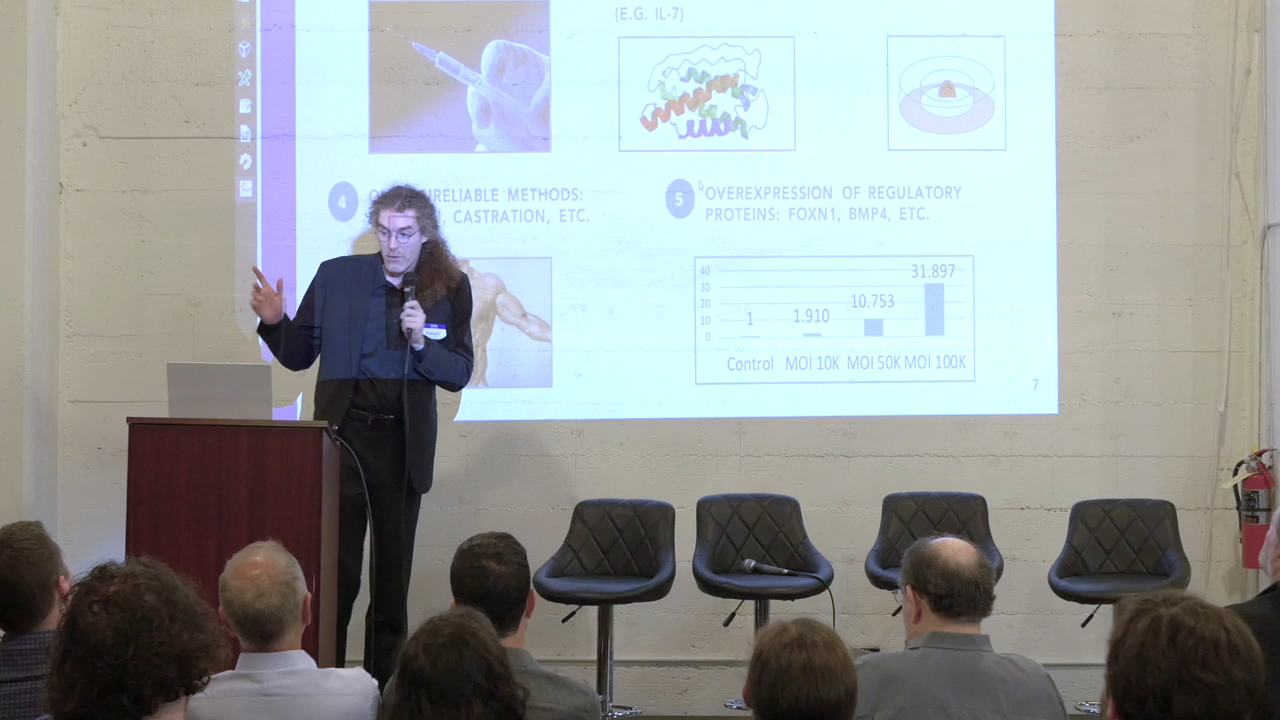 (E.G. IL-7)
4
UNRELIABLE METHODS:
, CASTRATION, ETC.
5
OVEREXPRESSION OF REGULATORY
PROTEINS: FOXN1, BMP4, ETC.
40
30
20
10
0
1
1.910
10.753
31.897
Control
MOI 10K
MOI 50K
MOI 100K
7